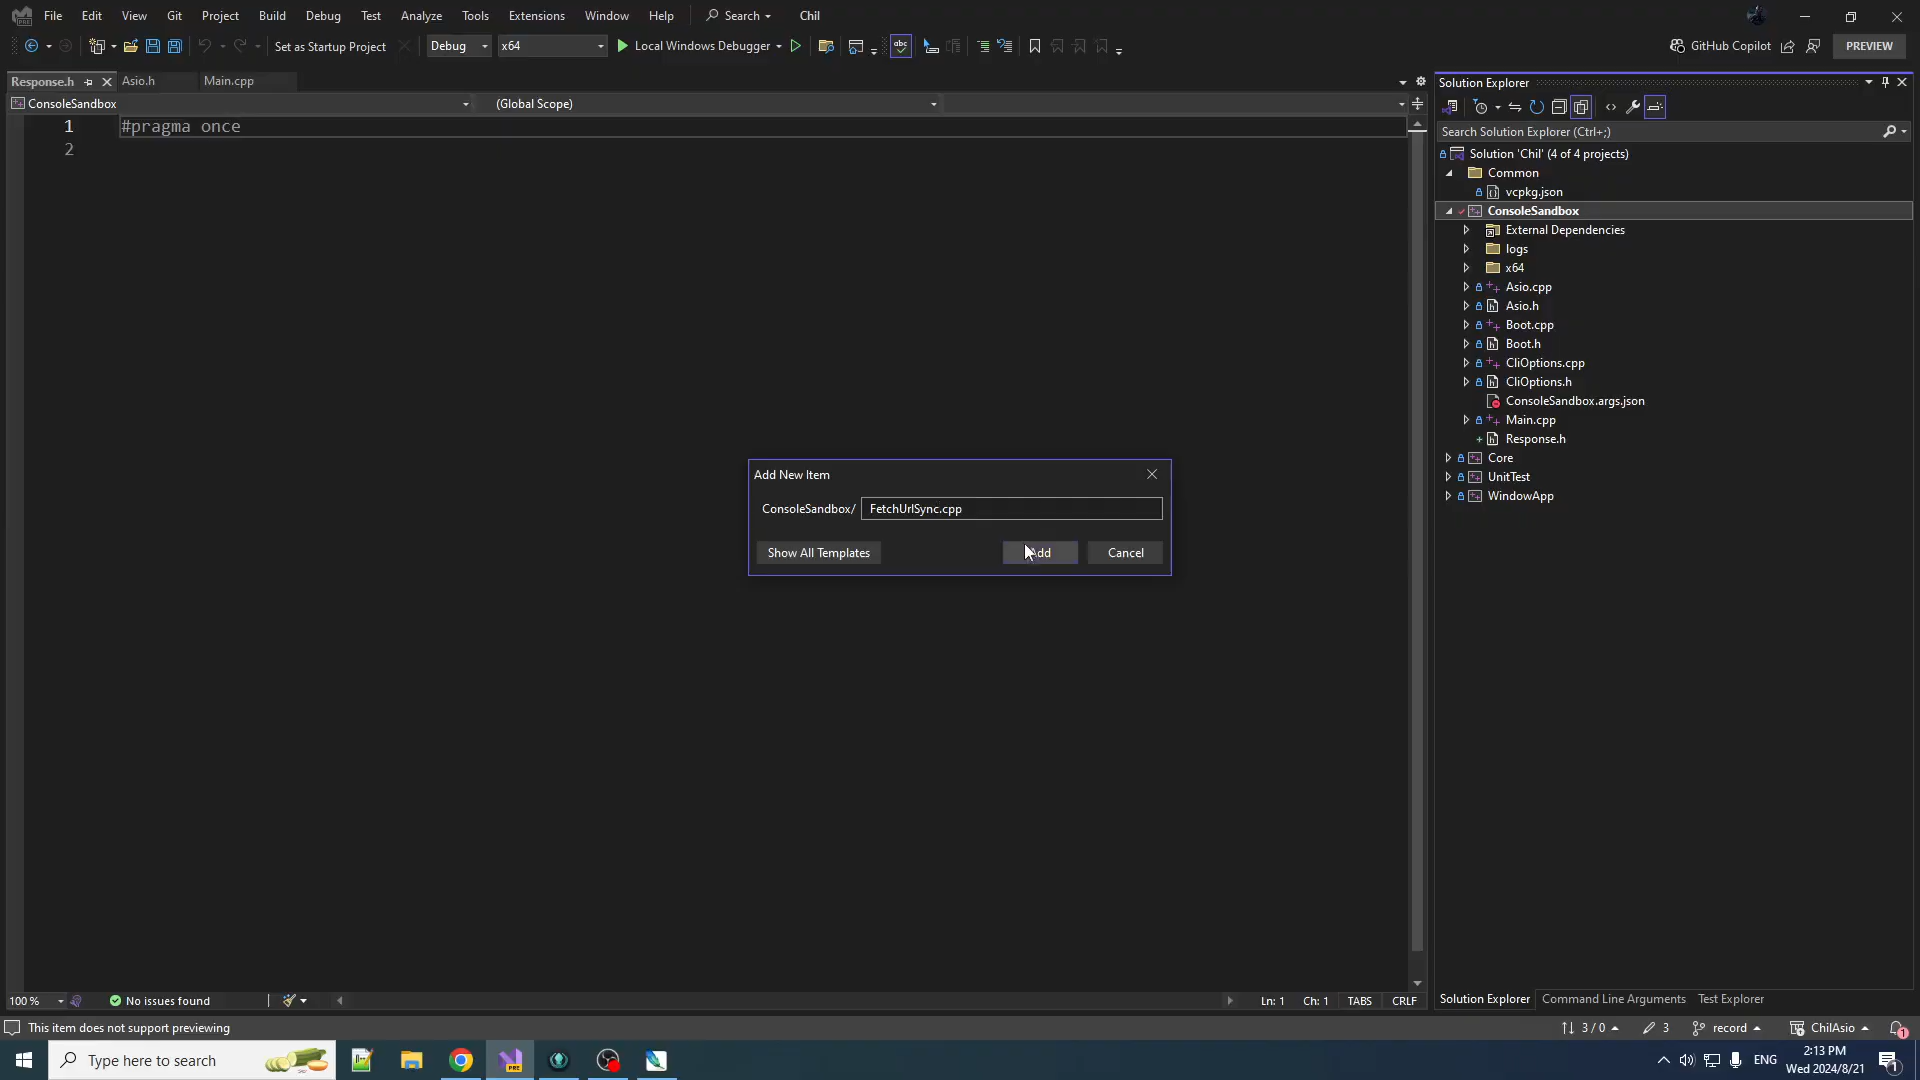 File Edit View Git Project Build Debug Test Analyze Tools Extensions Window Help Search Chil
Set as Startup Project Debug x64 Local Windows Debugger GitHub Copilot PREVIEW
Response.h Asio.h Main.cpp
ConsoleSandbox (Global Scope)
1 #pragma once
2
Solution Explorer
Search Solution Explorer (Ctrl+;)
Solution 'Chil' (4 of 4 projects)
Common
vcpkg.json
ConsoleSandbox
External Dependencies
logs
x64
Asio.cpp
Asio.h
Boot.cpp
Boot.h
CliOptions.cpp
CliOptions.h
ConsoleSandbox.args.json
Main.cpp
Response.h
Core
UnitTest
WindowApp
Add New Item
ConsoleSandbox/ FetchUrlSync.cpp
Show All Templates Add Cancel
100 % No issues found Ln: 1 Ch: 1 TABS CRLF
Solution Explorer Command Line Arguments Test Explorer
This item does not support previewing 3 / 0 3 record ChilAsio 1
Type here to search ENG 2:13 PM
Wed 2024/8/21 1